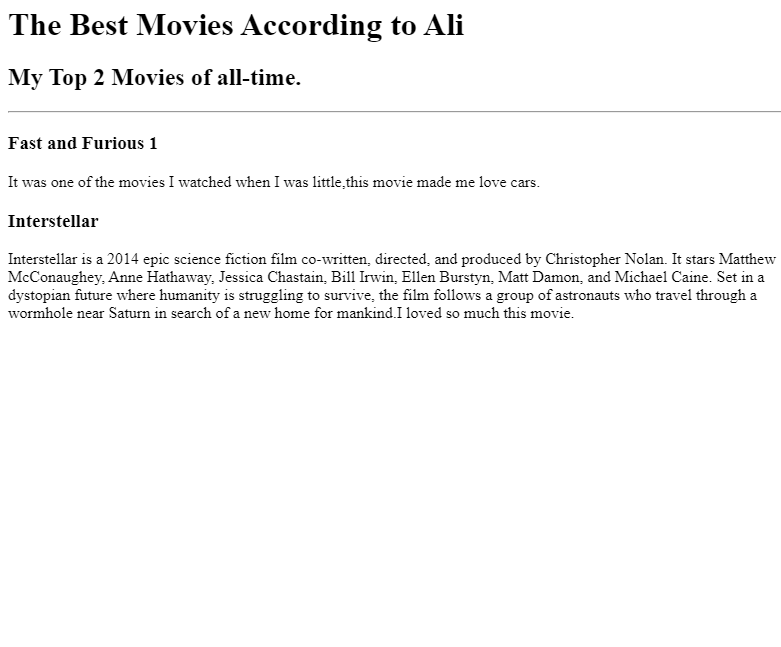 The Best Movies According to Ali
My Top 2 Movies of all-time.
Fast and Furious 1
It was one of the movies I watched when I was little,this movie made me love cars.
Interstellar
Interstellar is a 2014 epic science fiction film co-written, directed, and produced by Christopher Nolan. It stars Matthew
McConaughey, Anne Hathaway, Jessica Chastain, Bill Irwin, Ellen Burstyn, Matt Damon, and Michael Caine. Set in a
dystopian future where humanity is struggling to survive, the film follows a group of astronauts who travel through a
wormhole near Saturn in search of a new home for mankind.I loved so much this movie.